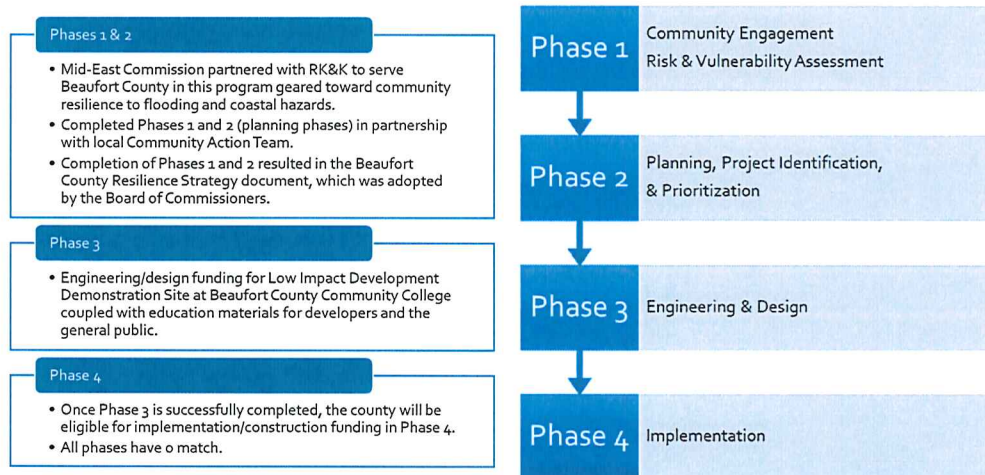 Phases 1 & 2
• Mid-East Commission partnered with RK&K to serve
Beaufort County in this program geared toward community
resilience to flooding and coastal hazards.
• Completed Phases 1 and 2 (planning phases) in partnership
with local Community Action Team.
• Completion of Phases 1 and 2 resulted in the Beaufort
County Resilience Strategy document, which was adopted
by the Board of Commissioners.
Phase 3
• Engineering/design funding for Low Impact Development
Demonstration Site at Beaufort County Community College
coupled with education materials for developers and the
general public.
Phase 4
• Once Phase 3 is successfully completed, the county will be
eligible for implementation/construction funding in Phase 4.
• All phases have 0 match.
Phase 1
Community Engagement
Risk & Vulnerability Assessment
Phase 2
Planning, Project Identification,
& Prioritization
Phase 3
Engineering & Design
Phase 4
Implementation